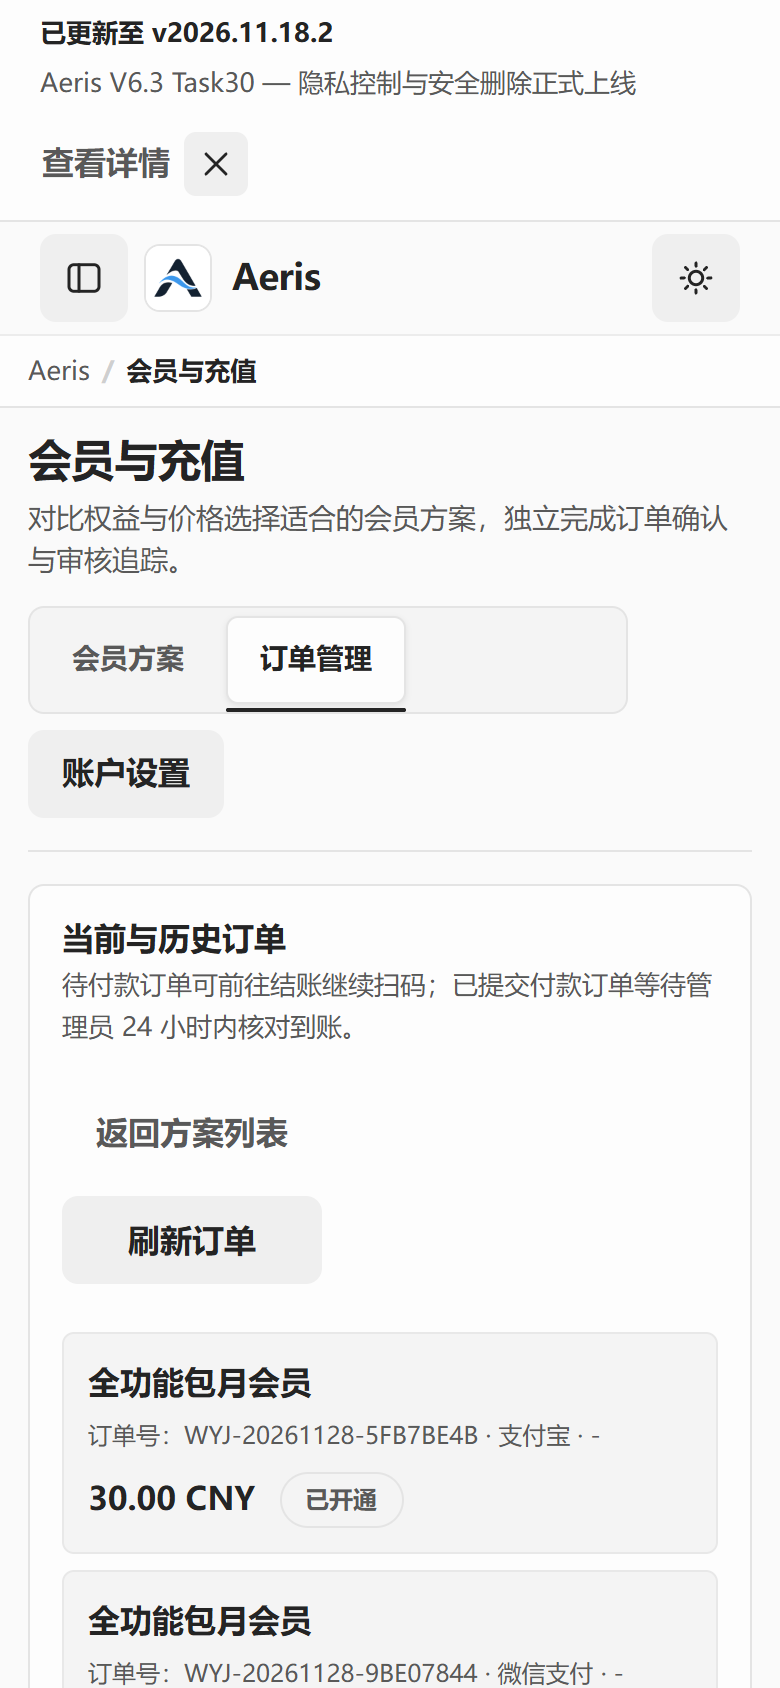 已更新至 v2026.11.18.2
Aeris V6.3 Task30 — 隐私控制与安全删除正式上线
查看详情
Aeris
Aeris / 会员与充值
会员与充值
对比权益与价格选择适合的会员方案，独立完成订单确认
与审核追踪。
会员方案 订单管理
账户设置
当前与历史订单
待付款订单可前往结账继续扫码；已提交付款订单等待管
理员 24 小时内核对到账。
返回方案列表
刷新订单
全功能包月会员
订单号：WYJ-20261128-5FB7BE4B · 支付宝 · -
30.00 CNY 已开通
全功能包月会员
订单号：WYJ-20261128-9BE07844 · 微信支付 · -